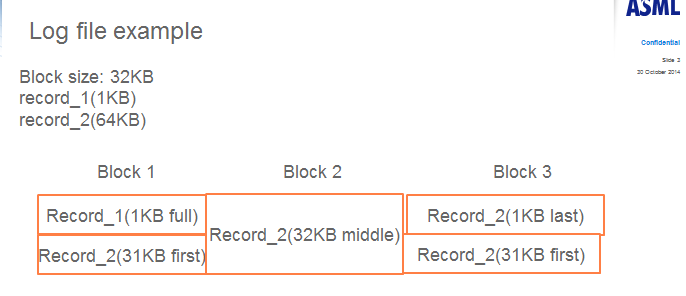 ASML
Log file example
Confidential
Slide 3
30 October 2014
Block size: 32KB
record_1(1KB)
record_2(64KB)
Block 1
Block 2
Block 3
Record_1(1KB full)
Record_2(31KB first)
Record_2(32KB middle)
Record_2(1KB last)
Record_2(31KB first)